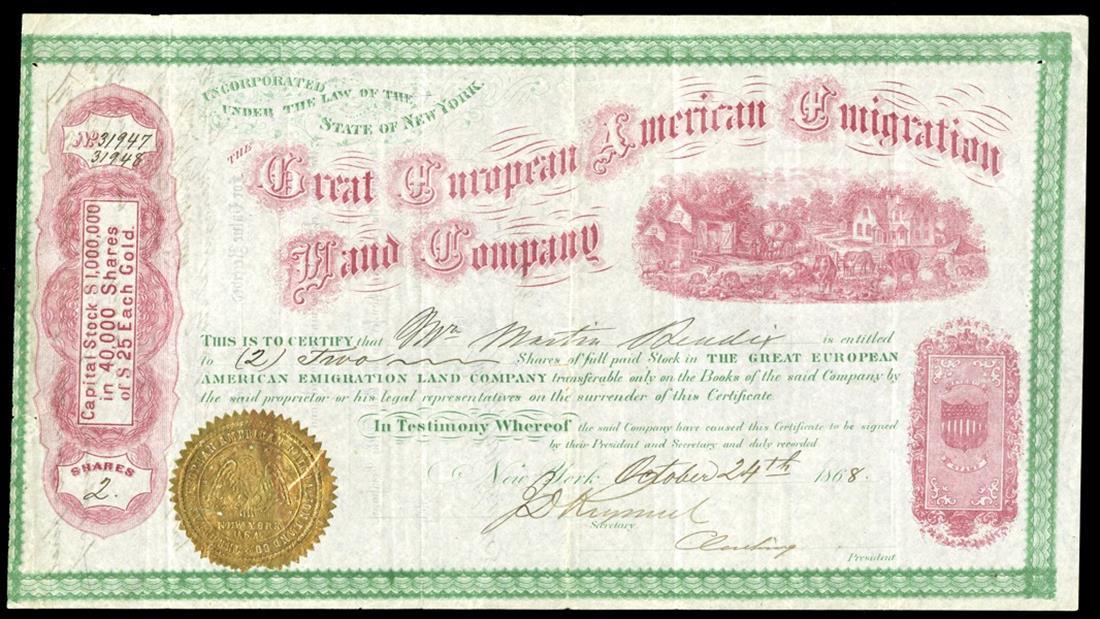 INCORPORATED
UNDER THE LAW OF THE
STATE OF NEW YORK.
THE
Great European American Emigration
Land Company
No 31947
31948
Capital Stock $1,000,000
in 40,000 Shares
of $25 Each Gold.
SHARES
2.
THIS IS TO CERTIFY that Mr Martin Bendix is entitled
to (2) Two Shares of full paid Stock in THE GREAT EUROPEAN
AMERICAN EMIGRATION LAND COMPANY transferable only on the Books of the said Company by
the said proprietor or his legal representatives on the surrender of this Certificate
In Testimony Whereof the said Company have caused this Certificate to be signed
by their President and Secretary and duly recorded
New York October 24th 1868.
Secretary
President
NEW YORK
U.S.A.